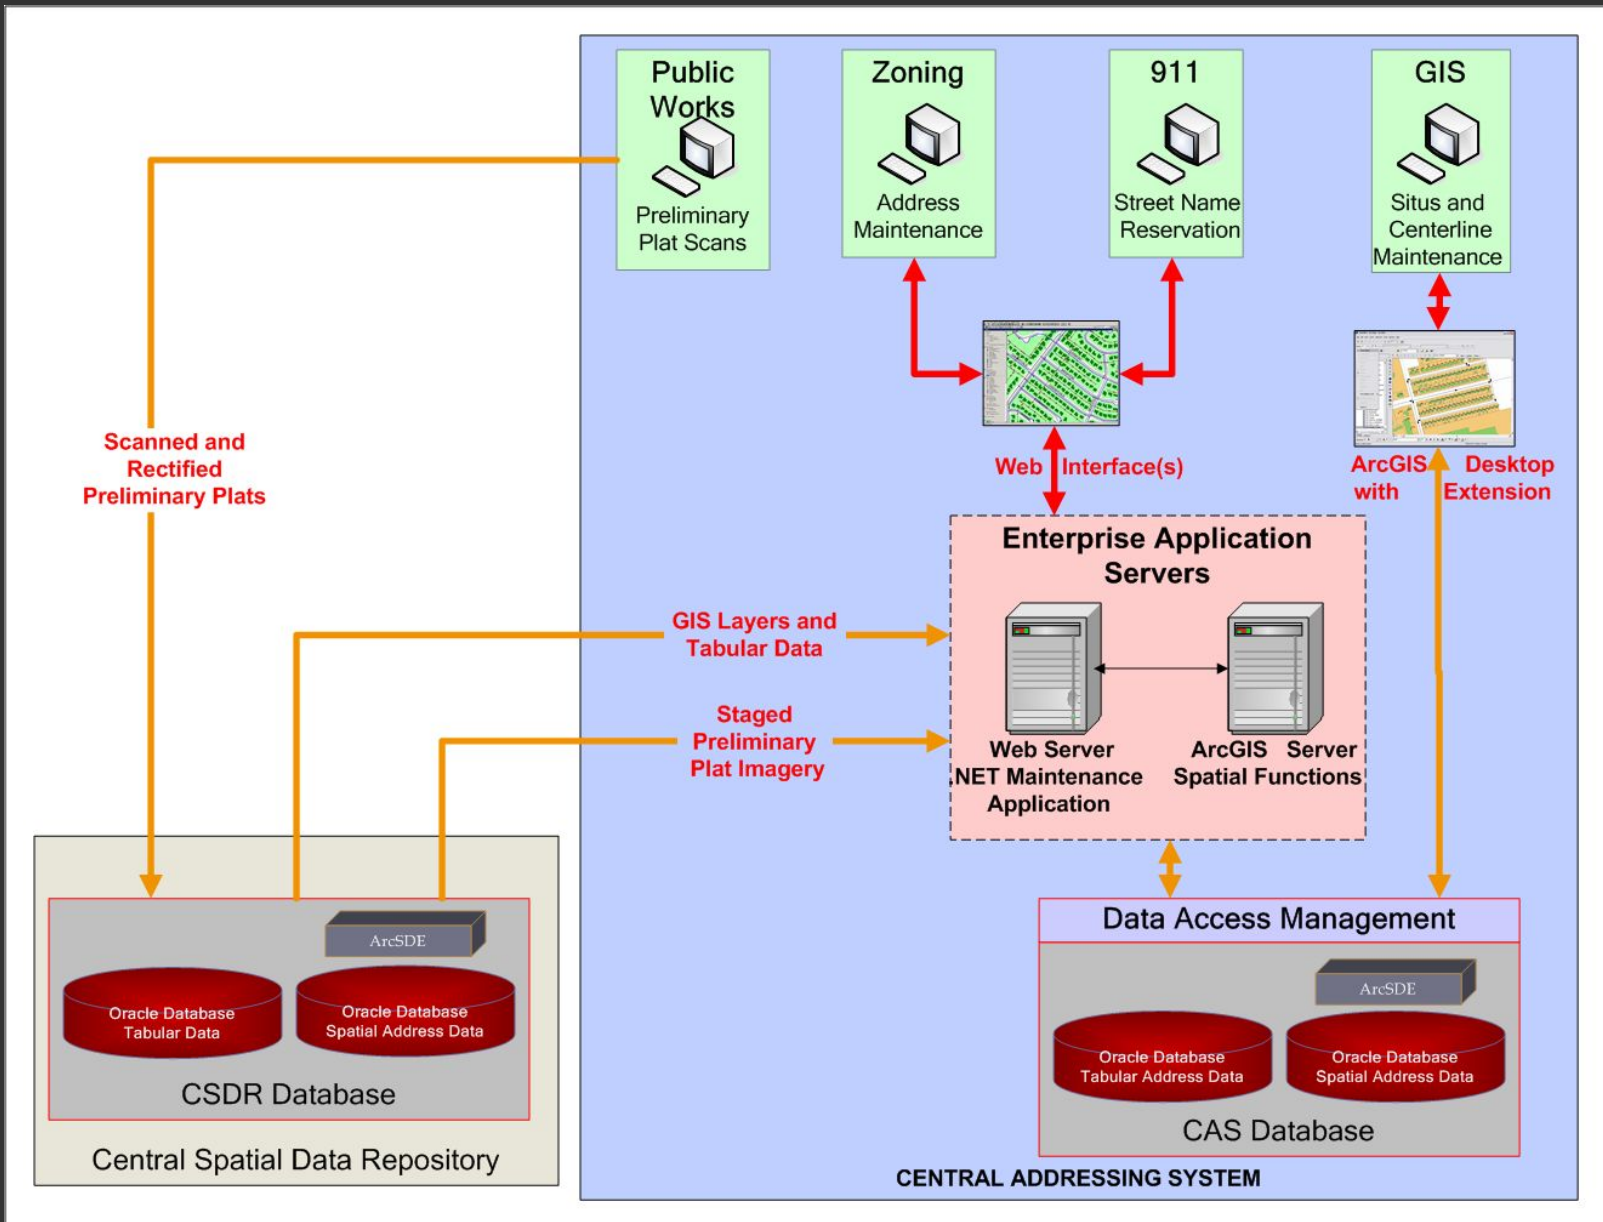 Public
Works
Preliminary
Plat Scans
Zoning
Address
Maintenance
911
Street Name
Reservation
GIS
Situs and
Centerline
Maintenance
Scanned and
Rectified
Preliminary Plats
Web Interface(s)
ArcGIS Desktop
with Extension
Enterprise Application
Servers
GIS Layers and
Tabular Data
Staged
Preliminary
Plat Imagery
Web Server
.NET Maintenance
Application
ArcGIS Server
Spatial Functions
ArcSDE
Oracle Database
Tabular Data
Oracle Database
Spatial Address Data
CSDR Database
Central Spatial Data Repository
Data Access Management
ArcSDE
Oracle Database
Tabular Address Data
Oracle Database
Spatial Address Data
CAS Database
CENTRAL ADDRESSING SYSTEM